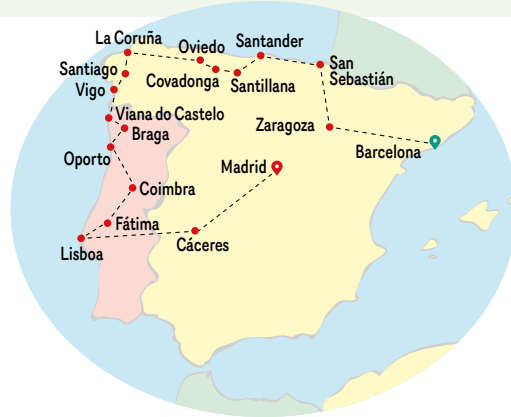 La Coruña
Oviedo
Santander
Santiago
Covadonga
Santillana
San
Sebastián
Vigo
Viana do Castelo
Braga
Zaragoza
Barcelona
Oporto
Madrid
Coimbra
Fátima
Cáceres
Lisboa